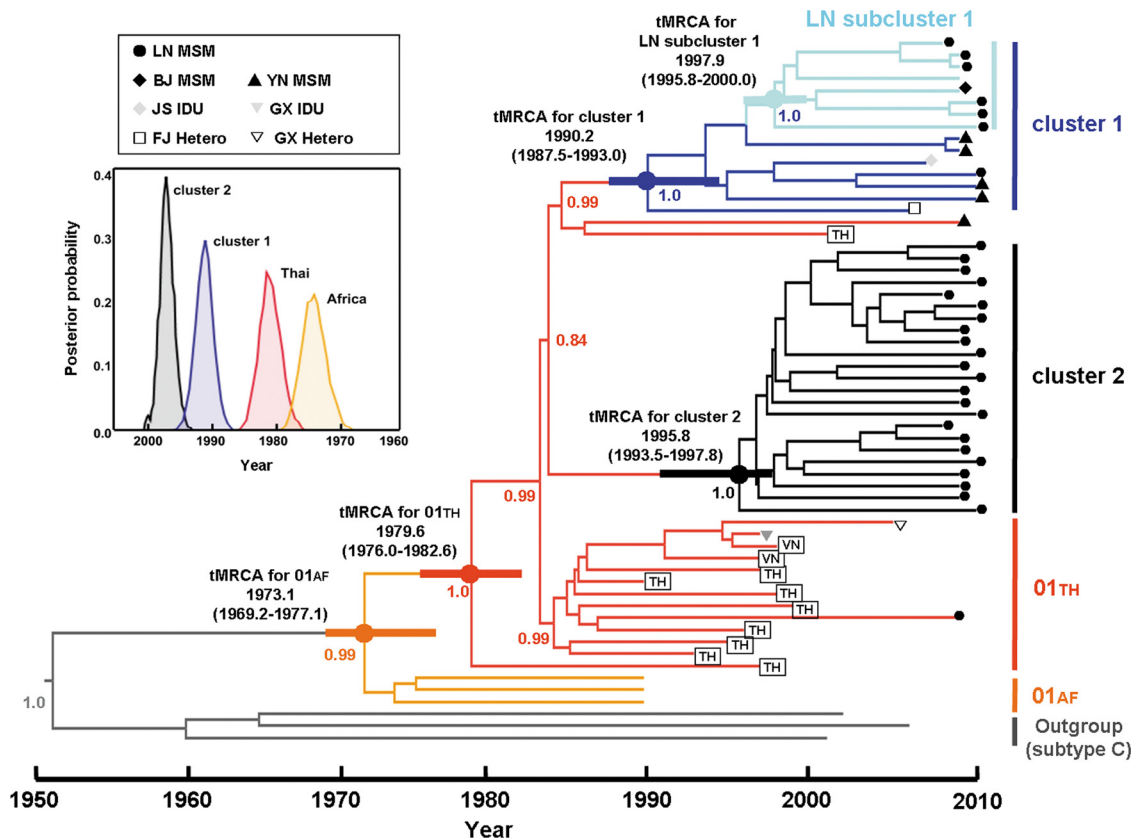 tMRCA for
LN subcluster 1
1997.9
(1995.8-2000.0)
LN subcluster 1
LN MSM
BJ MSM
YN MSM
JS IDU
GX IDU
FJ Hetero
GX Hetero
tMRCA for cluster 1
1990.2
(1987.5-1993.0)
1.0
1.0
cluster 1
0.99
TH
Posterior probability
0.4
0.3
0.2
0.1
0.0
cluster 2
cluster 1
Thai
Africa
2000
1990
1980
1970
1960
Year
0.84
tMRCA for cluster 2
1995.8
(1993.5-1997.8)
1.0
cluster 2
0.99
tMRCA for 01TH
1979.6
(1976.0-1982.6)
1.0
tMRCA for 01AF
1973.1
(1969.2-1977.1)
0.99
0.99
VN
VN
TH
TH
TH
TH
TH
TH
TH
TH
01TH
1.0
01AF
Outgroup
(subtype C)
1950
1960
1970
1980
1990
2000
2010
Year